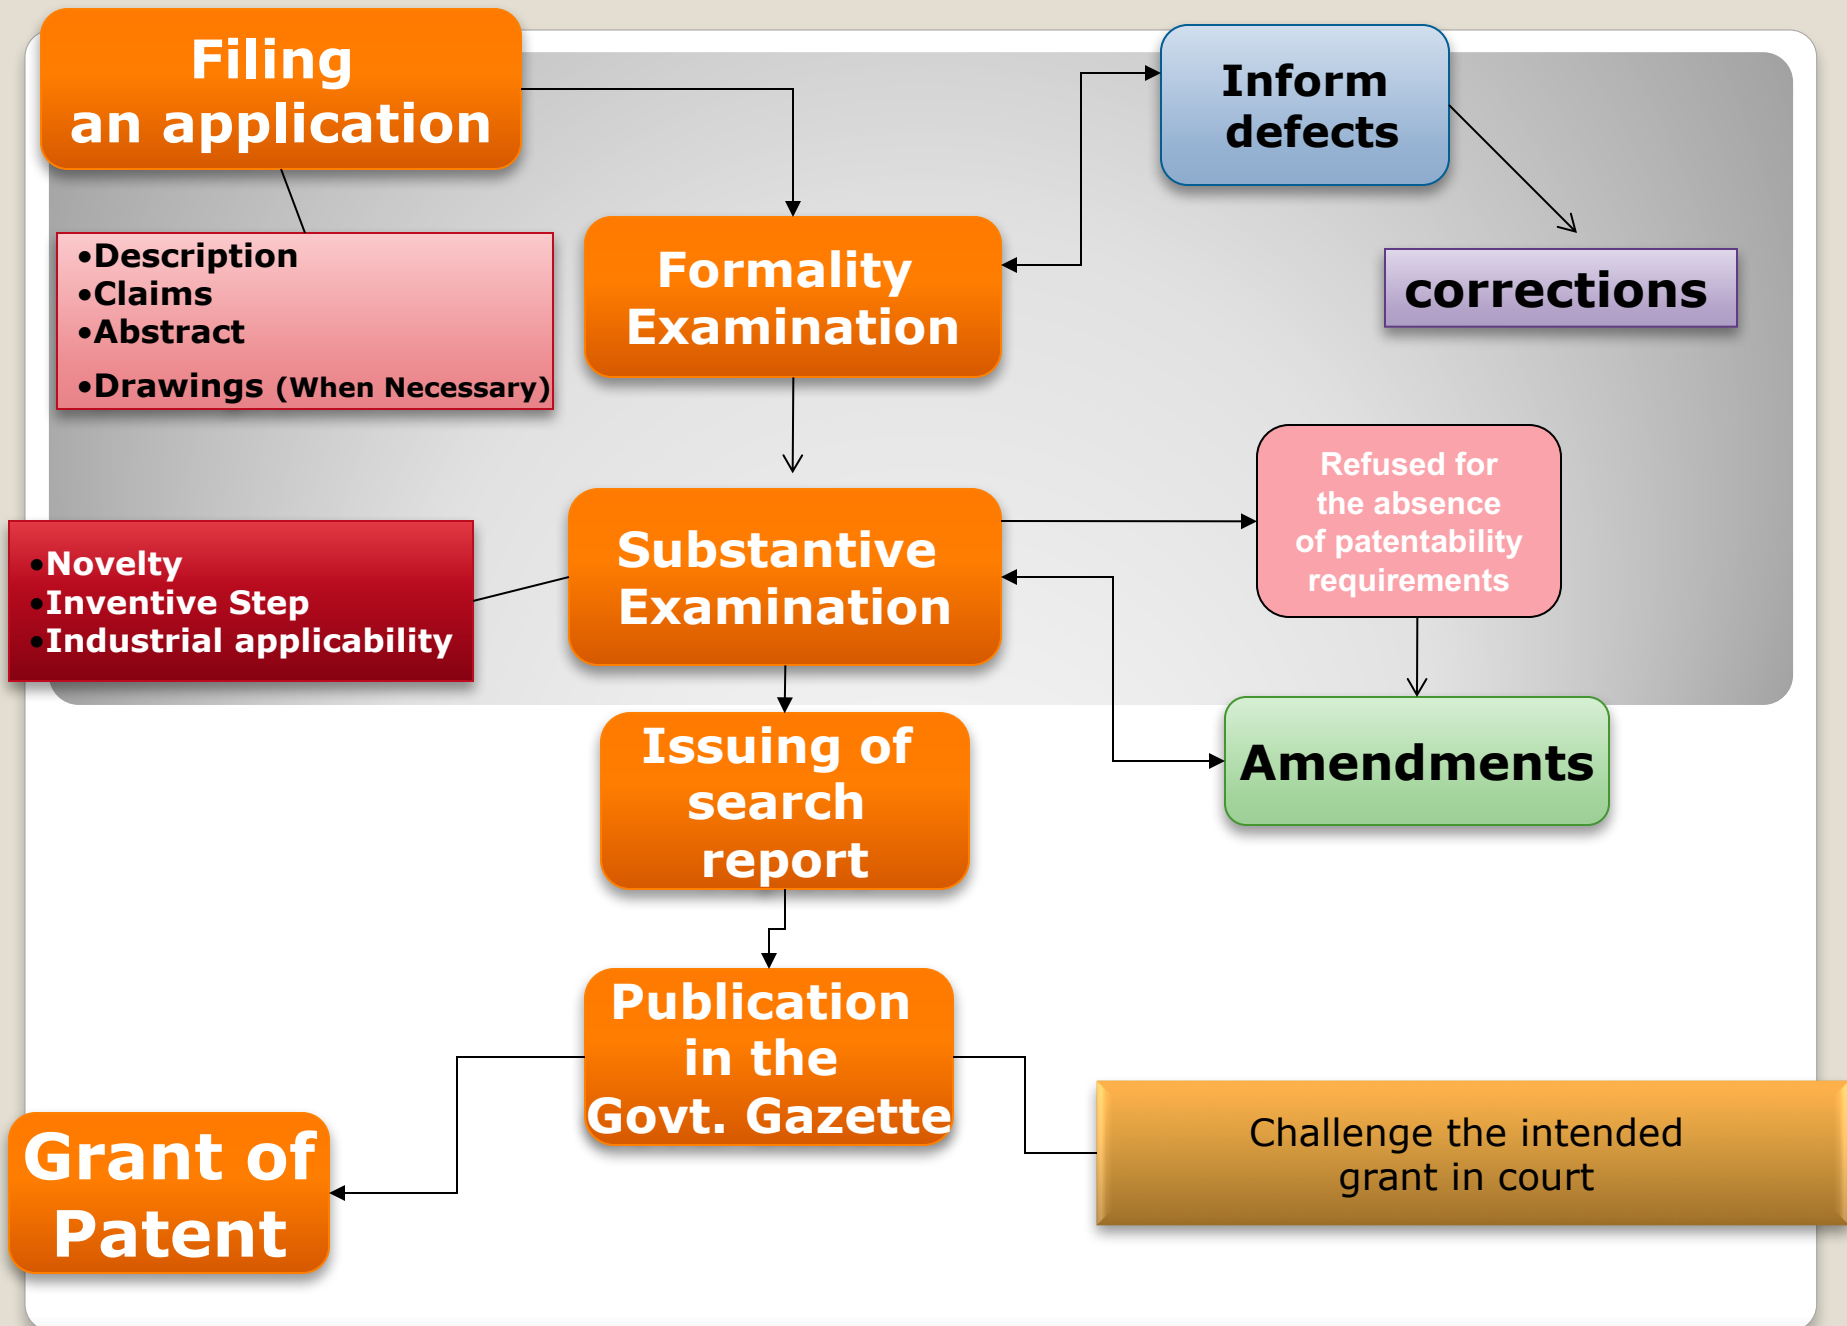 Filing
an application
Inform
defects
•Description
•Claims
•Abstract
•Drawings (When Necessary)
Formality
Examination
corrections
Refused for
the absence
of patentability
requirements
•Novelty
•Inventive Step
•Industrial applicability
Substantive
Examination
Issuing of
search
report
Amendments
Publication
in the
Govt. Gazette
Challenge the intended
grant in court
Grant of
Patent